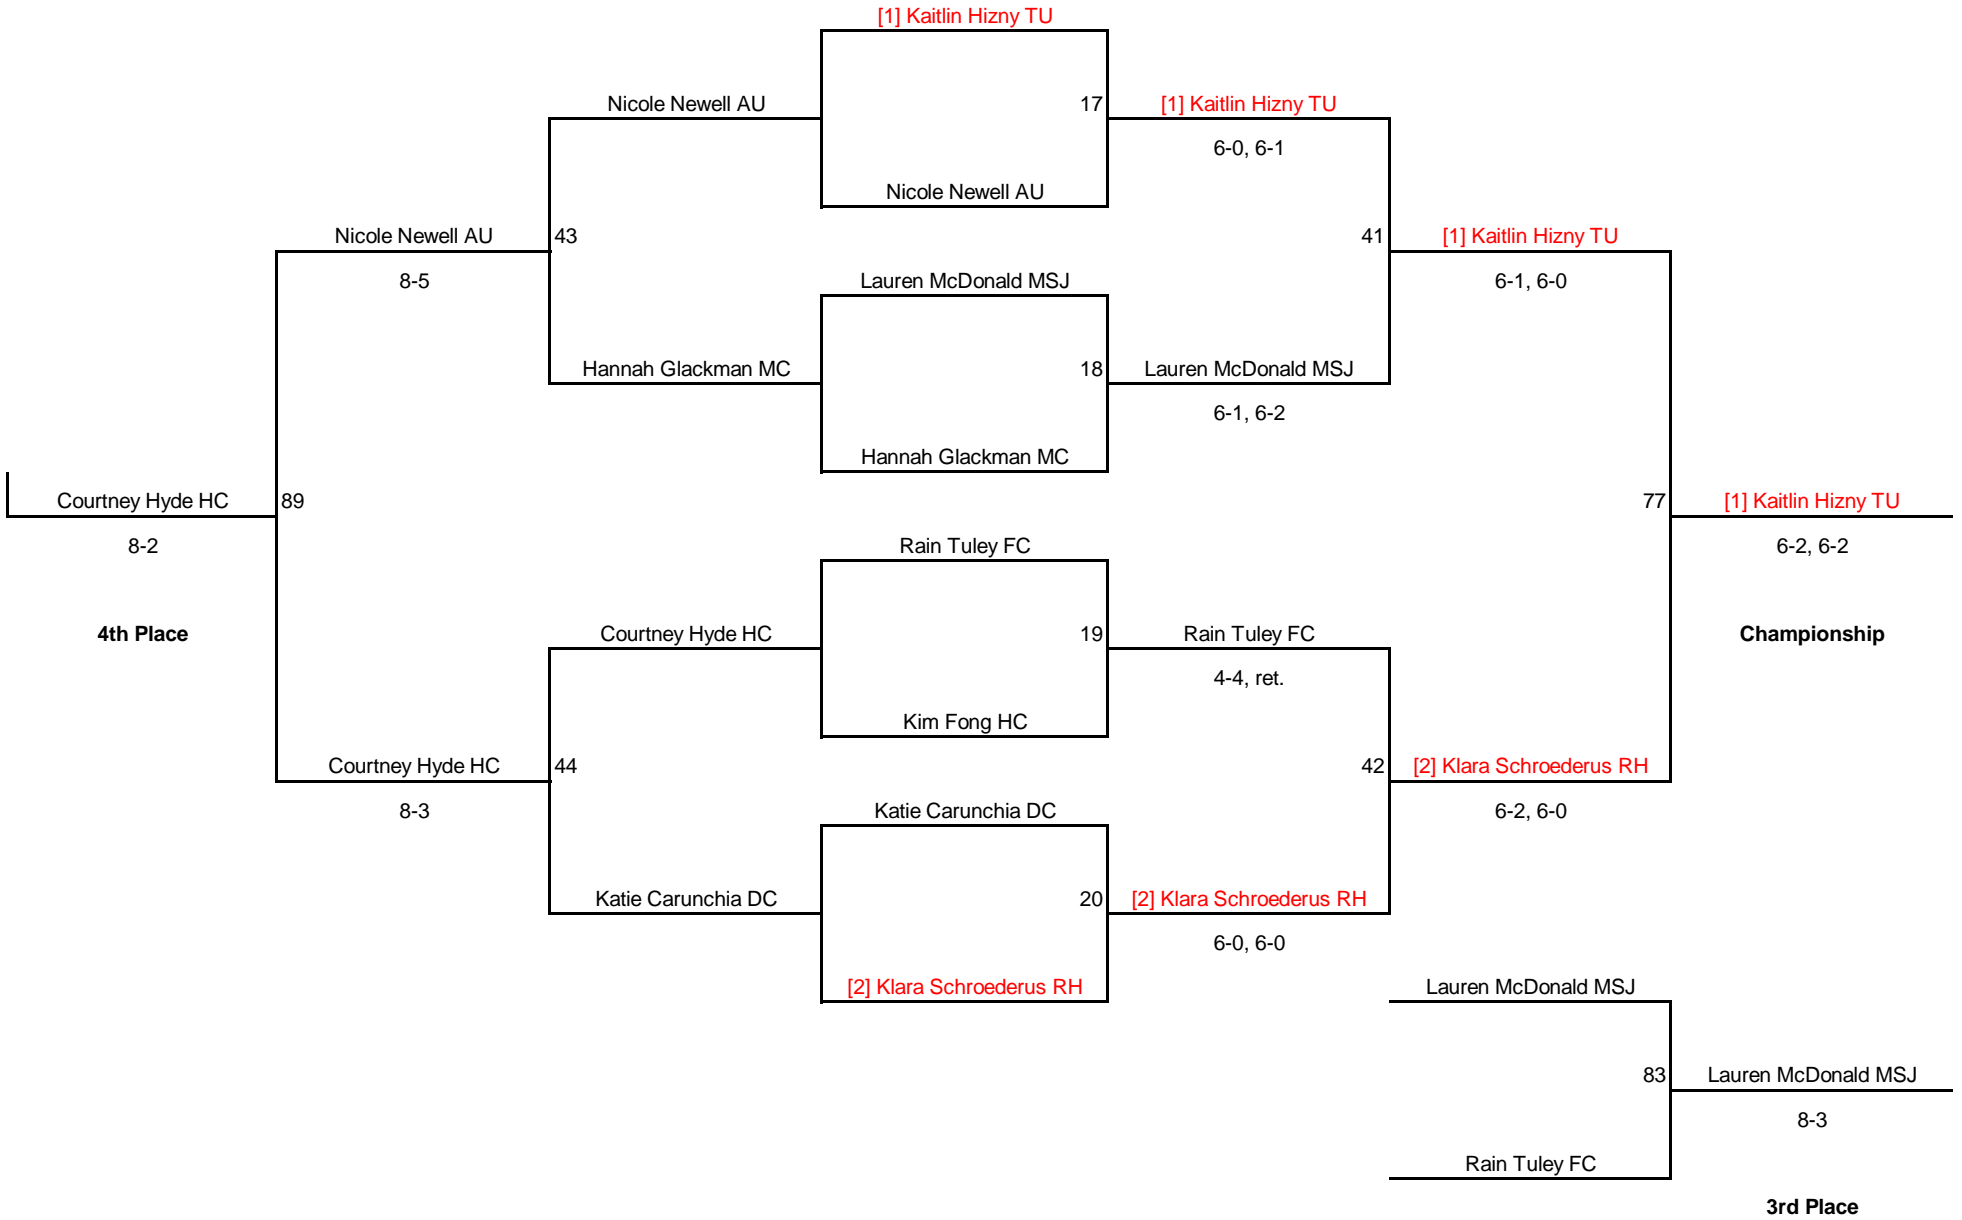 [1] Kaitlin Hizny TU
Nicole Newell AU
17
[1] Kaitlin Hizny TU
6-0, 6-1
Nicole Newell AU
Nicole Newell AU
43
41
[1] Kaitlin Hizny TU
8-5
Lauren McDonald MSJ
6-1, 6-0
Hannah Glackman MC
18
Lauren McDonald MSJ
6-1, 6-2
Hannah Glackman MC
Courtney Hyde HC
89
77
[1] Kaitlin Hizny TU
8-2
Rain Tuley FC
6-2, 6-2
4th Place
Courtney Hyde HC
19
Rain Tuley FC
Championship
4-4, ret.
Kim Fong HC
Courtney Hyde HC
44
42
[2] Klara Schroederus RH
8-3
Katie Carunchia DC
6-2, 6-0
Katie Carunchia DC
20
[2] Klara Schroederus RH
6-0, 6-0
[2] Klara Schroederus RH
Lauren McDonald MSJ
83
Lauren McDonald MSJ
8-3
Rain Tuley FC
3rd Place